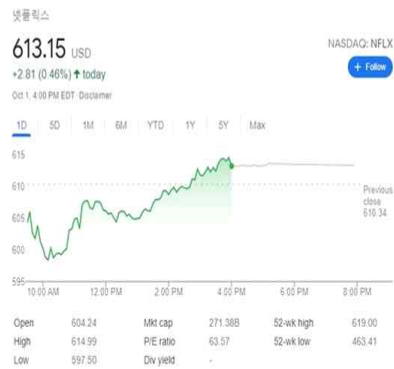 넷플릭스
613.15 USD
NASDAQ: NFLX
+2.81 (0.46%) ↑ today
+ Follow
Oct 1, 4:00 PM EDT · Disclaimer
1D 5D 1M 6M YTD 1Y 5Y Max
615
610
605
600
595
Previous
close
610.34
10:00 AM 12:00 PM 2:00 PM 4:00 PM 6:00 PM 8:00 PM
Open 604.24 Mkt cap 271.38B 52-wk high 619.00
High 614.99 P/E ratio 63.57 52-wk low 463.41
Low 597.50 Div yield -